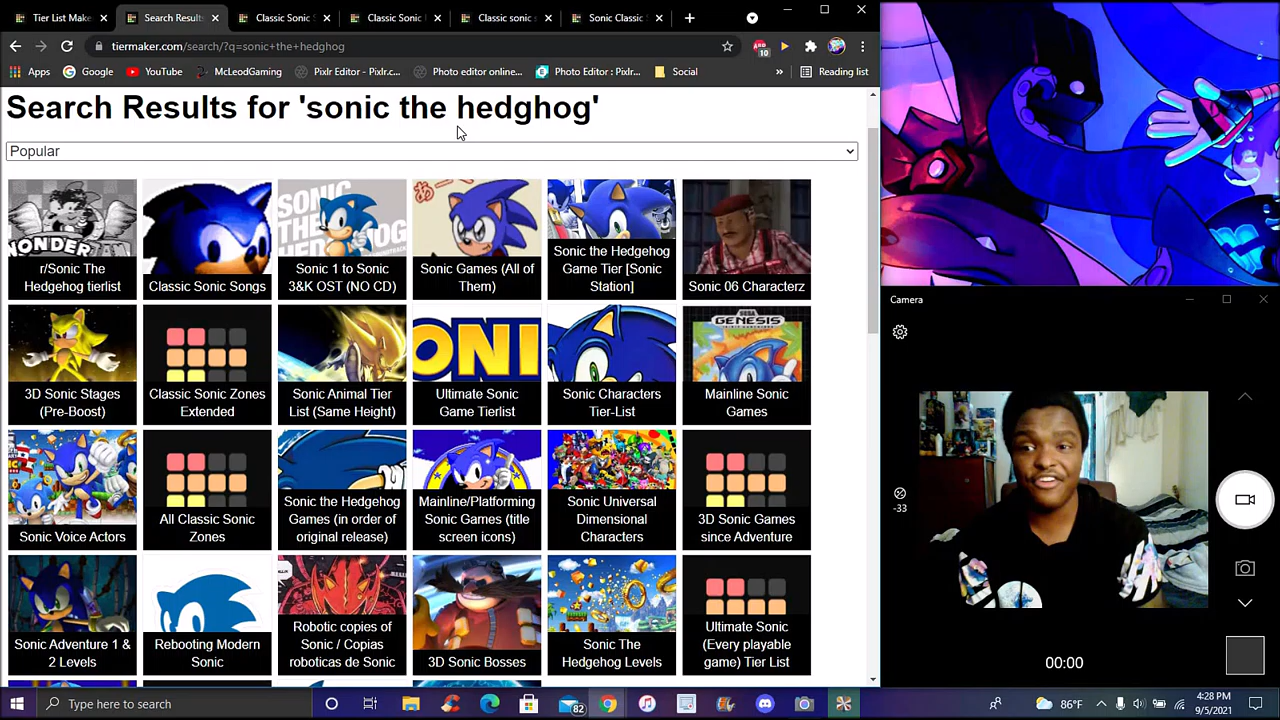 Tier List Make
Search Results
Classic Sonic S
Classic Sonic
Classic sonic s
Sonic Classic
tiermaker.com/search/?q=sonic+the+hedghog
10
Apps
Google
YouTube
McLeodGaming
Pixlr Editor - Pixlr.c...
Photo editor online...
Photo Editor : Pixlr...
Social
»
Reading list
Search Results for 'sonic the hedghog'
Popular
r/Sonic The
Hedgehog tierlist
Classic Sonic Songs
Sonic 1 to Sonic
3&K OST (NO CD)
Sonic Games (All of
Them)
Sonic the Hedgehog
Game Tier [Sonic
Station]
Sonic 06 Characterz
SEGA
GENESIS
3D Sonic Stages
(Pre-Boost)
Classic Sonic Zones
Extended
Sonic Animal Tier
List (Same Height)
Ultimate Sonic
Game Tierlist
Sonic Characters
Tier-List
Mainline Sonic
Games
Sonic Voice Actors
All Classic Sonic
Zones
Sonic the Hedgehog
Games (in order of
original release)
Mainline/Platforming
Sonic Games (title
screen icons)
Sonic Universal
Dimensional
Characters
3D Sonic Games
since Adventure
Sonic Adventure 1 &
2 Levels
Rebooting Modern
Sonic
Robotic copies of
Sonic / Copias
roboticas de Sonic
3D Sonic Bosses
Sonic The
Hedgehog Levels
Ultimate Sonic
(Every playable
game) Tier List
Camera
-33
00:00
Type here to search
82
86°F
4:28 PM
9/5/2021